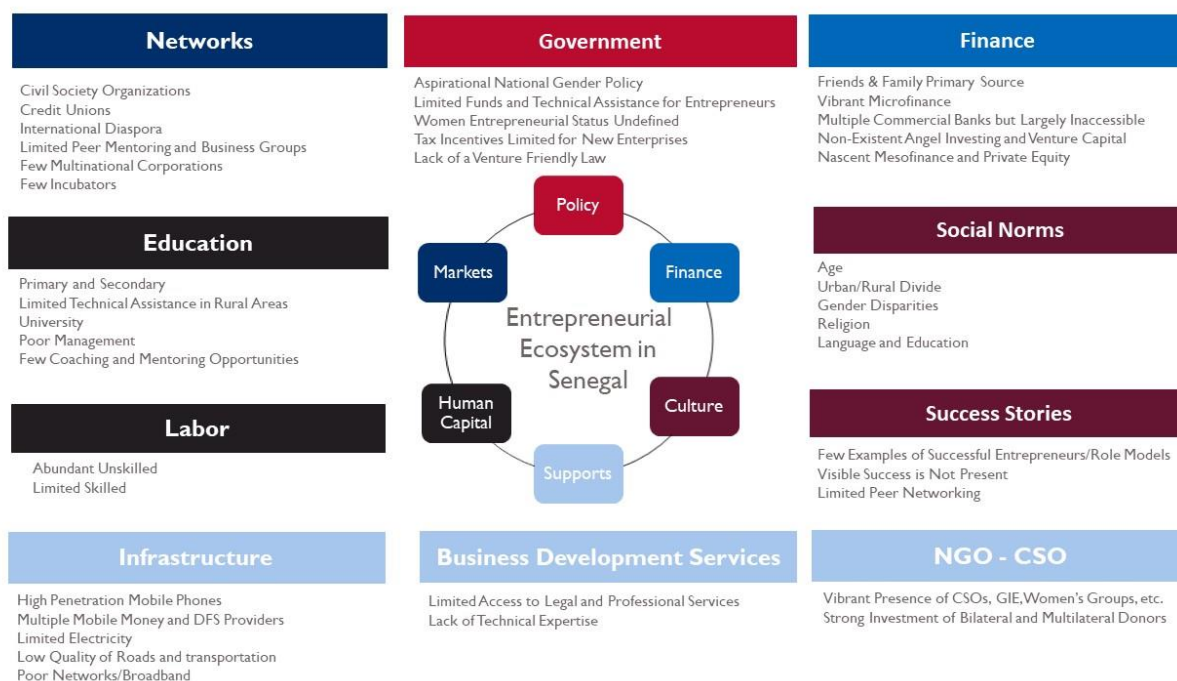 Networks
Civil Society Organizations
Credit Unions
International Diaspora
Limited Peer Mentoring and Business Groups
Few Multinational Corporations
Few Incubators
Government
Aspirational National Gender Policy
Limited Funds and Technical Assistance for Entrepreneurs
Women Entrepreneurial Status Undefined
Tax Incentives Limited for New Enterprises
Lack of a Venture Friendly Law
Finance
Friends & Family Primary Source
Vibrant Microfinance
Multiple Commercial Banks but Largely Inaccessible
Non-Existent Angel Investing and Venture Capital
Nascent Mesofinance and Private Equity
Education
Primary and Secondary
Limited Technical Assistance in Rural Areas
University
Poor Management
Few Coaching and Mentoring Opportunities
Policy
Markets
Finance
Entrepreneurial
Ecosystem in
Senegal
Human
Capital
Culture
Supports
Social Norms
Age
Urban/Rural Divide
Gender Disparities
Religion
Language and Education
Labor
Abundant Unskilled
Limited Skilled
Success Stories
Few Examples of Successful Entrepreneurs/Role Models
Visible Success is Not Present
Limited Peer Networking
Infrastructure
High Penetration Mobile Phones
Multiple Mobile Money and DFS Providers
Limited Electricity
Low Quality of Roads and transportation
Poor Networks/Broadband
Business Development Services
Limited Access to Legal and Professional Services
Lack of Technical Expertise
NGO - CSO
Vibrant Presence of CSOs, GIE, Women's Groups, etc.
Strong Investment of Bilateral and Multilateral Donors